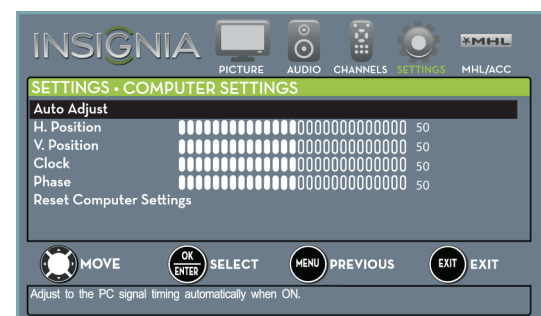 INSIGNIA
PICTURE AUDIO CHANNELS SETTINGS MHL MHL/ACC
SETTINGS • COMPUTER SETTINGS
Auto Adjust
H. Position 50
V. Position 50
Clock 50
Phase 50
Reset Computer Settings
MOVE OK ENTER SELECT MENU PREVIOUS EXIT EXIT
Adjust to the PC signal timing automatically when ON.